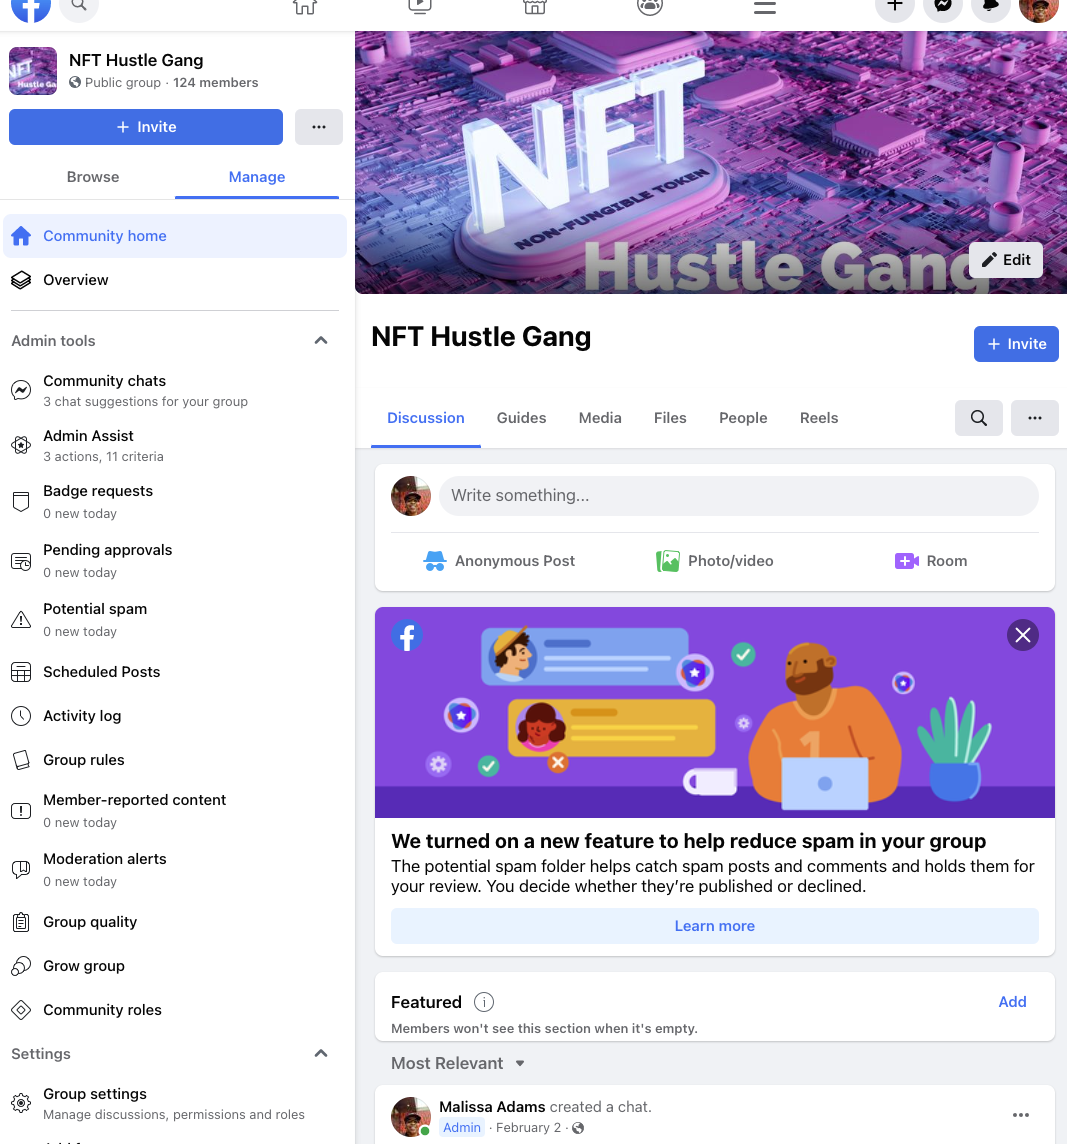 NFT Hustle Gang
Public group · 124 members
+ Invite
Browse
Manage
Community home
Overview
Admin tools
Community chats
3 chat suggestions for your group
Admin Assist
3 actions, 11 criteria
Badge requests
0 new today
Pending approvals
0 new today
Potential spam
0 new today
Scheduled Posts
Activity log
Group rules
Member-reported content
0 new today
Moderation alerts
0 new today
Group quality
Grow group
Community roles
Settings
Group settings
Manage discussions, permissions and roles
NFT
NON-FUNGIBLE TOKEN
Hustle Gang
Edit
NFT Hustle Gang
+ Invite
Discussion
Guides
Media
Files
People
Reels
Write something...
Anonymous Post
Photo/video
Room
1
We turned on a new feature to help reduce spam in your group
The potential spam folder helps catch spam posts and comments and holds them for
your review. You decide whether they’re published or declined.
Learn more
Featured
Add
Members won't see this section when it's empty.
Most Relevant
Malissa Adams created a chat.
Admin · February 2 ·